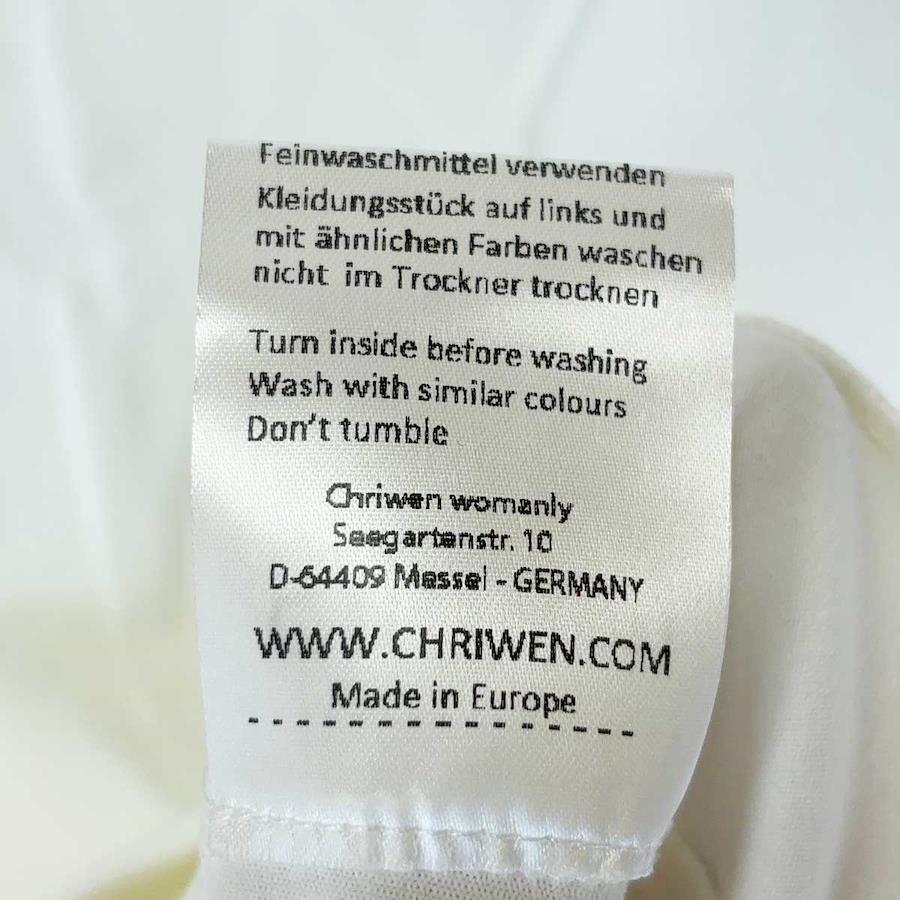 Feinwaschmittel verwenden
Kleidungsstück auf links und
mit ähnlichen Farben waschen
nicht im Trockner trocknen
Turn inside before washing
Wash with similar colours
Don't tumble
Chriwen womanly
Seegartenstr. 10
D-64409 Messel - GERMANY
WWW.CHRIWEN.COM
Made in Europe